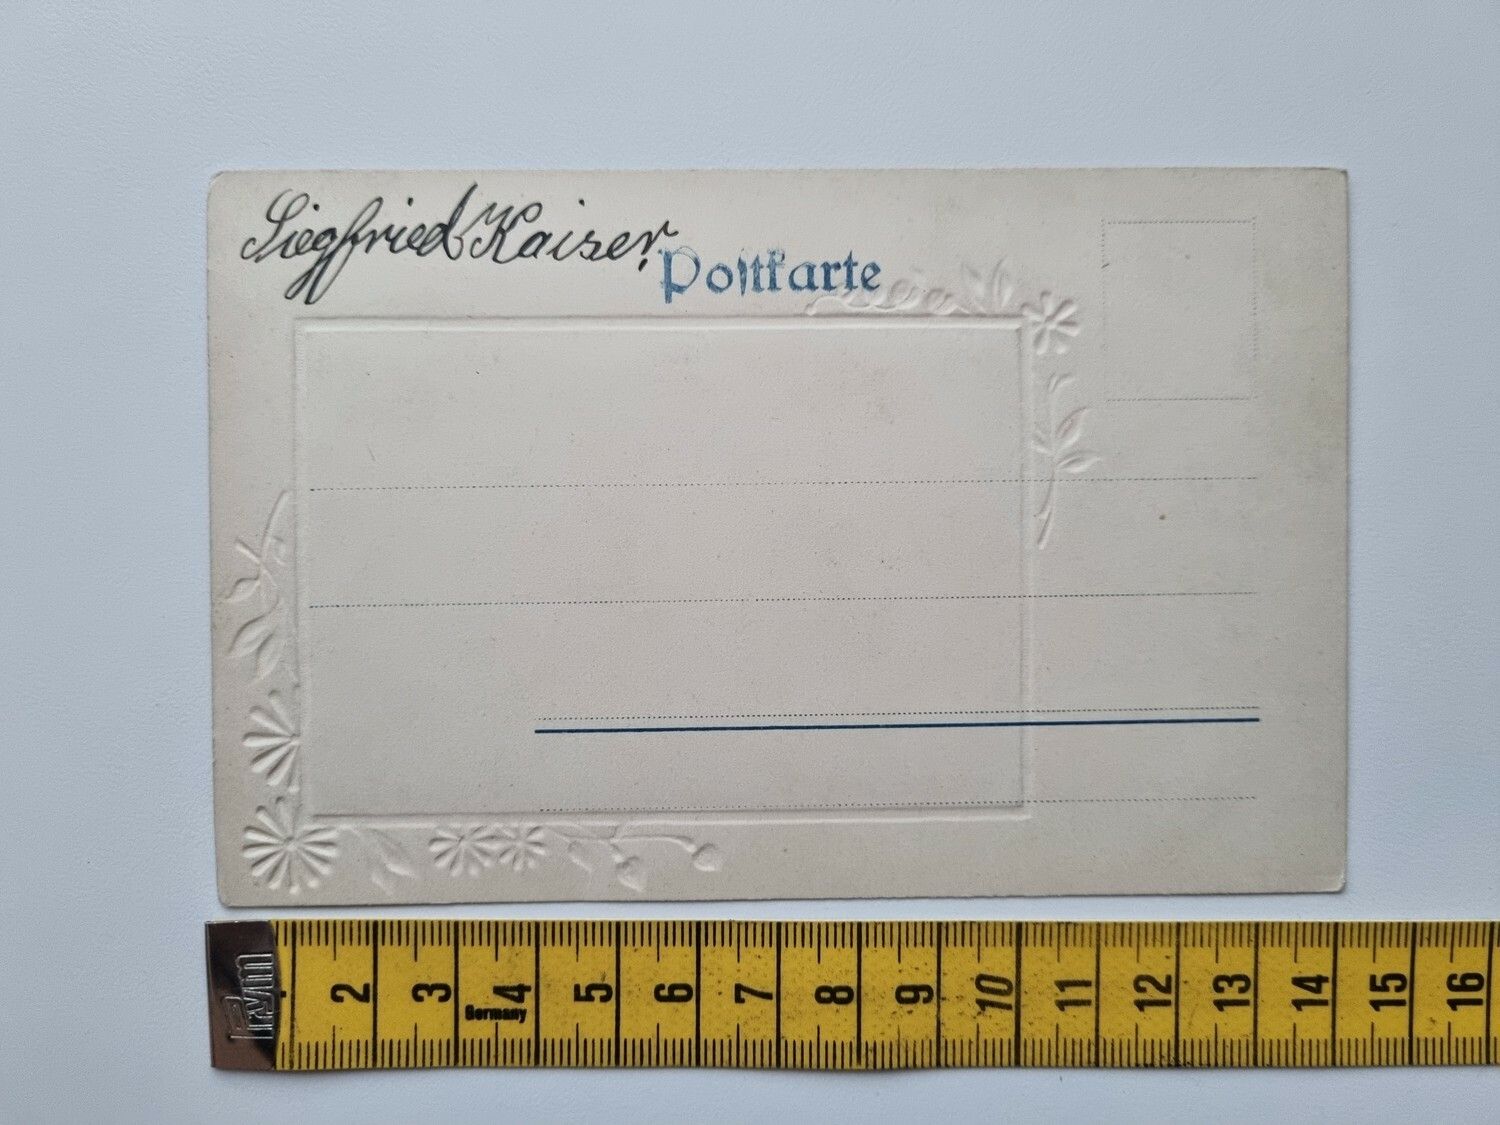 Siegfried Kaiser.
Poſtkarte
Prym
2 3 4 5 6 7 8 9 10 11 12 13 14 15 16
Germany